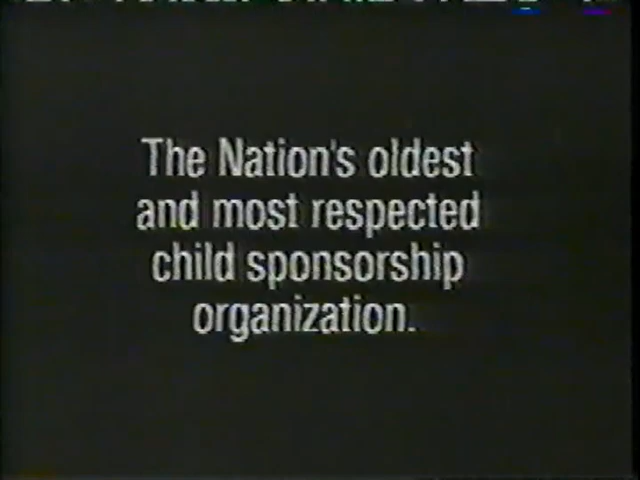 The Nation's oldest
and most respected
child sponsorship
organization.